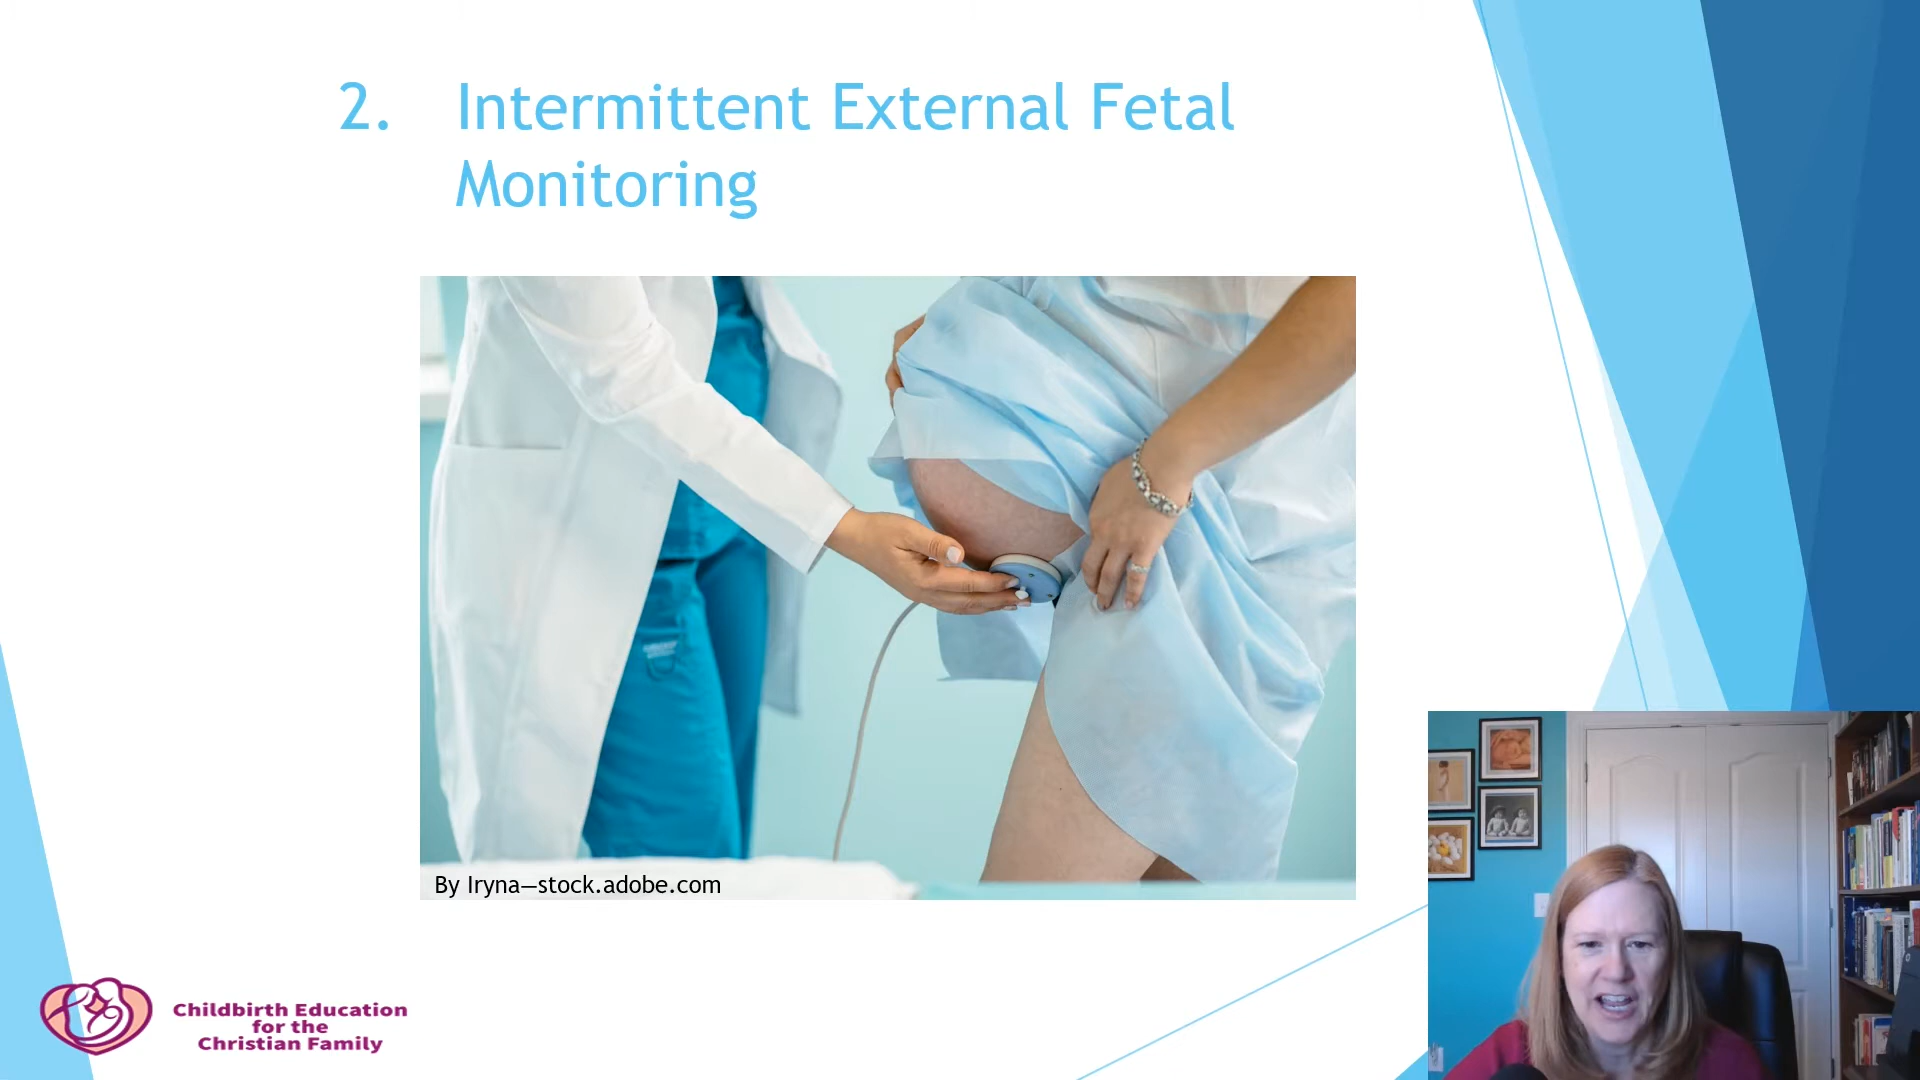 2. Intermittent External Fetal
Monitoring
By Iryna—stock.adobe.com
Childbirth Education
for the
Christian Family